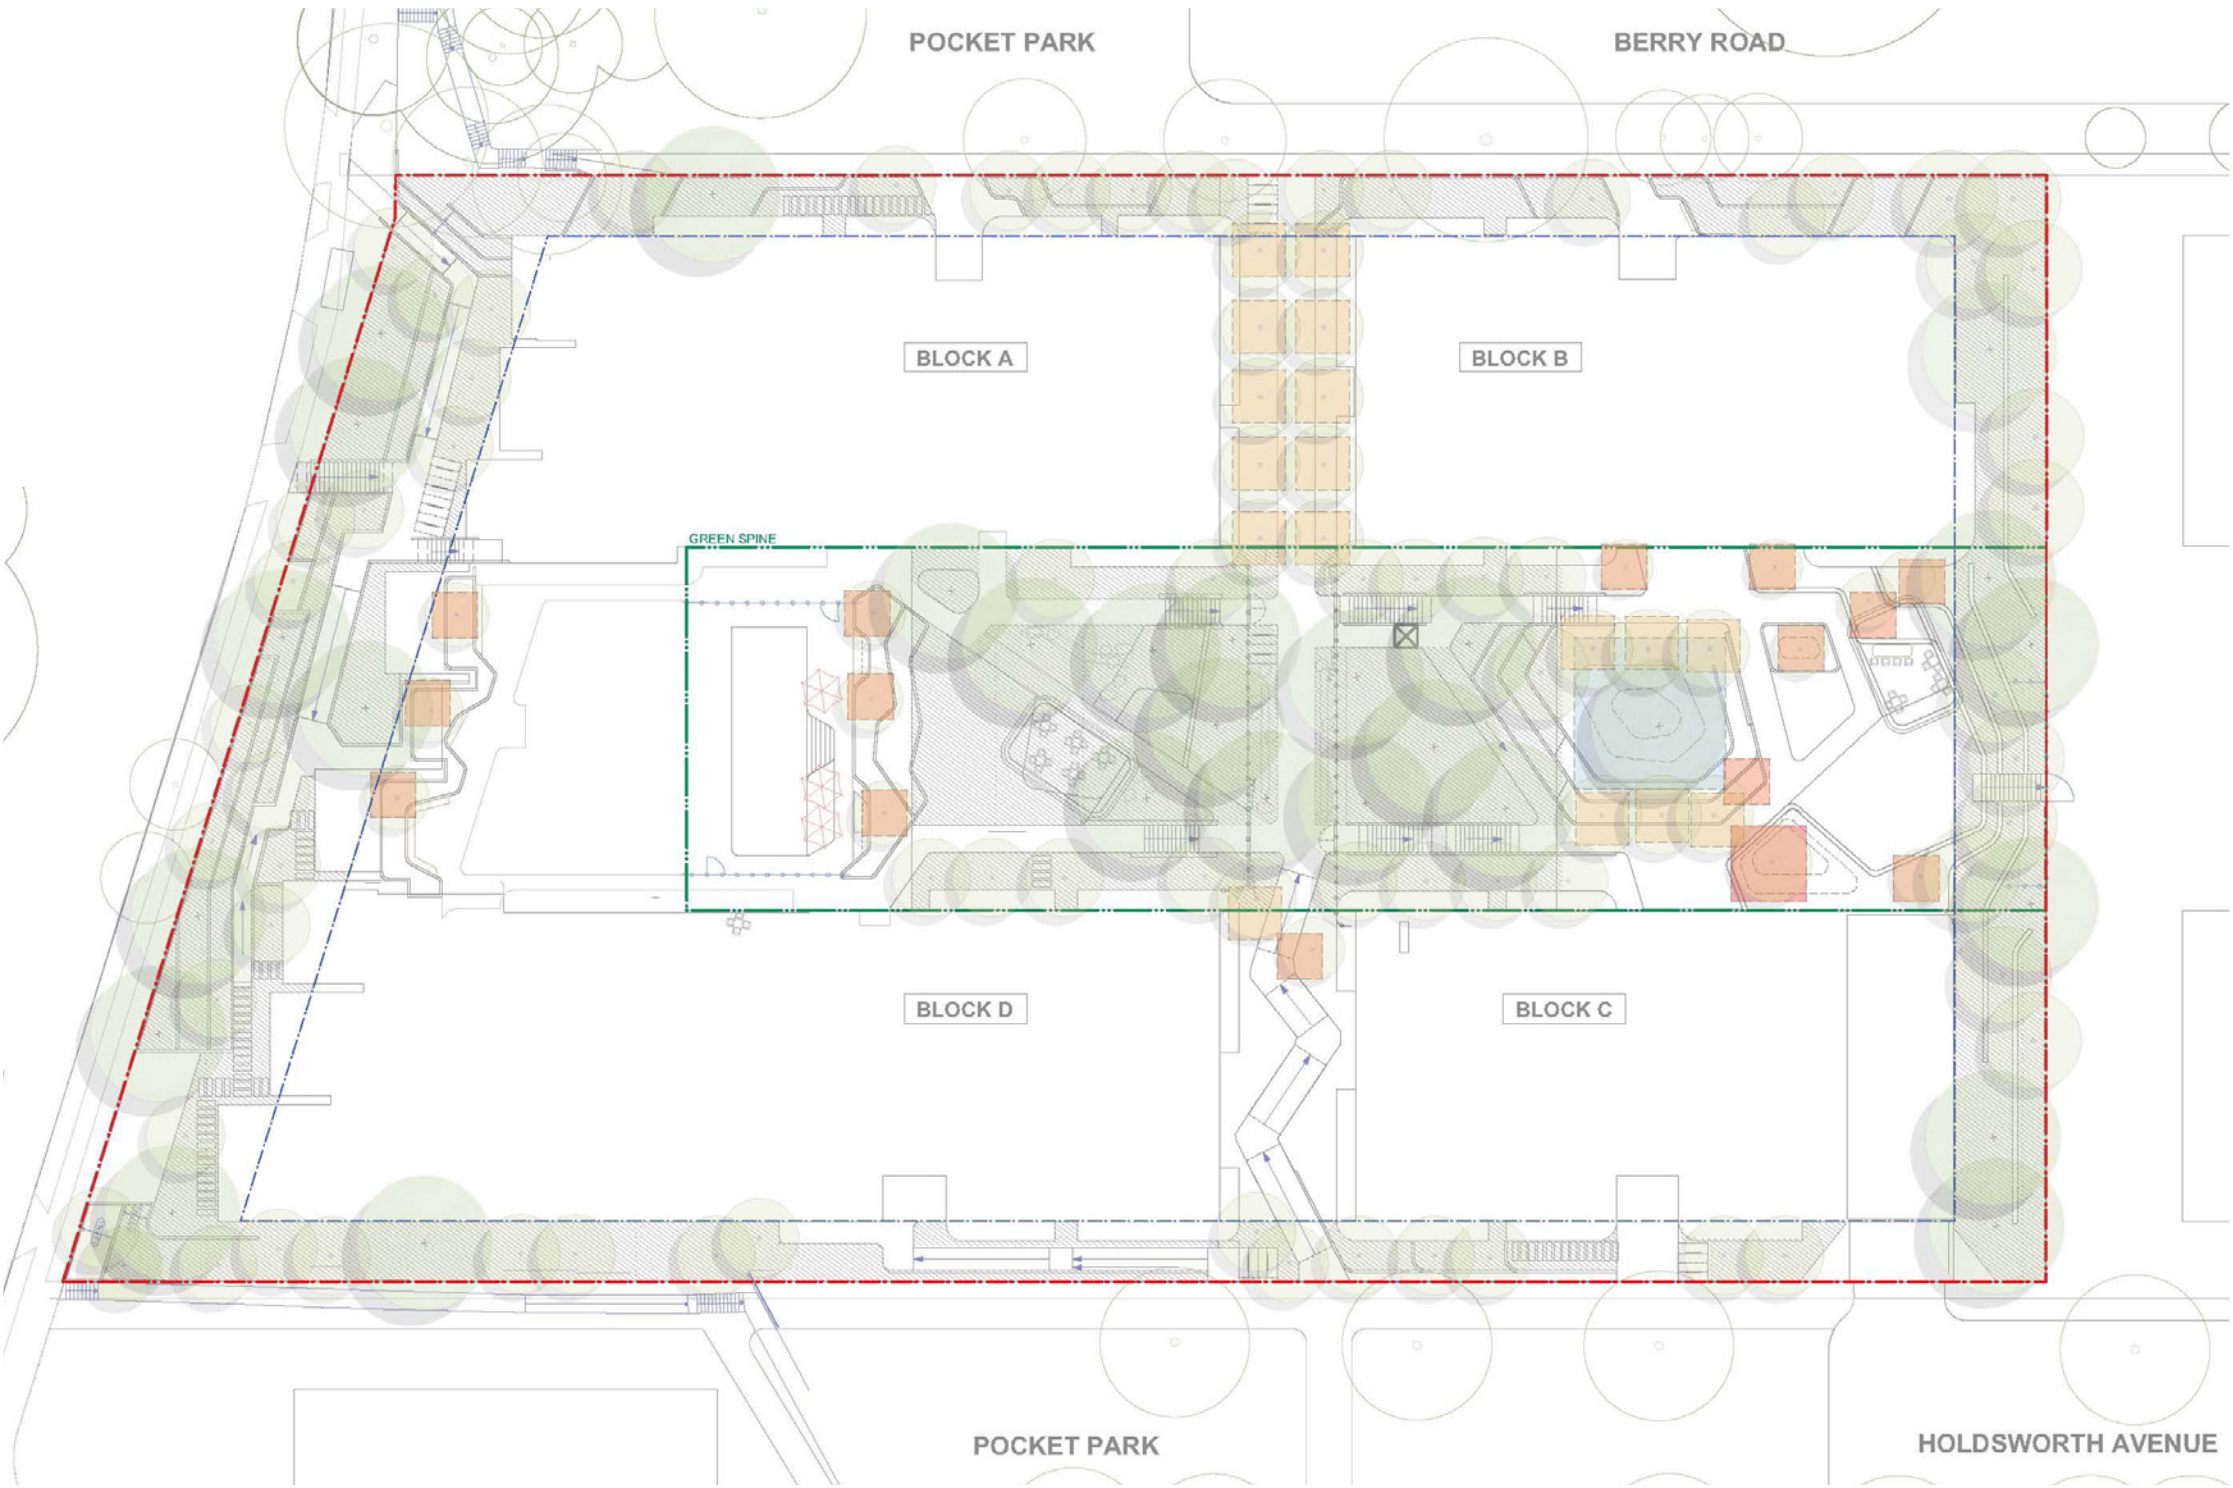 POCKET PARK
BERRY ROAD
BLOCK A
BLOCK B
GREEN SPINE
BLOCK D
BLOCK C
POCKET PARK
HOLDSWORTH AVENUE